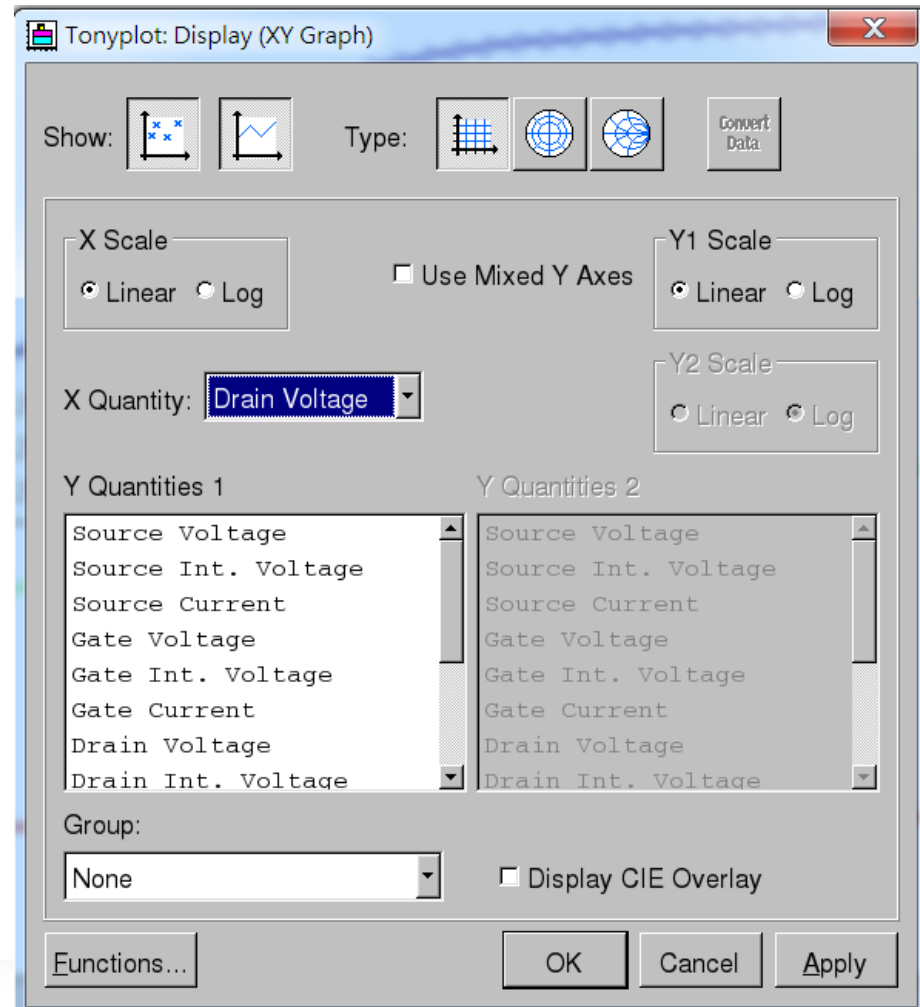 Tonyplot: Display (XY Graph)
Show:
Type:
Convert
Data
X Scale
Linear Log
Use Mixed Y Axes
Y1 Scale
Linear Log
X Quantity: Drain Voltage
Y2 Scale
Linear Log
Y Quantities 1
Source Voltage
Source Int. Voltage
Source Current
Gate Voltage
Gate Int. Voltage
Gate Current
Drain Voltage
Drain Int. Voltage
Y Quantities 2
Source Voltage
Source Int. Voltage
Source Current
Gate Voltage
Gate Int. Voltage
Gate Current
Drain Voltage
Drain Int. Voltage
Group:
None
Display CIE Overlay
Functions...
OK
Cancel
Apply